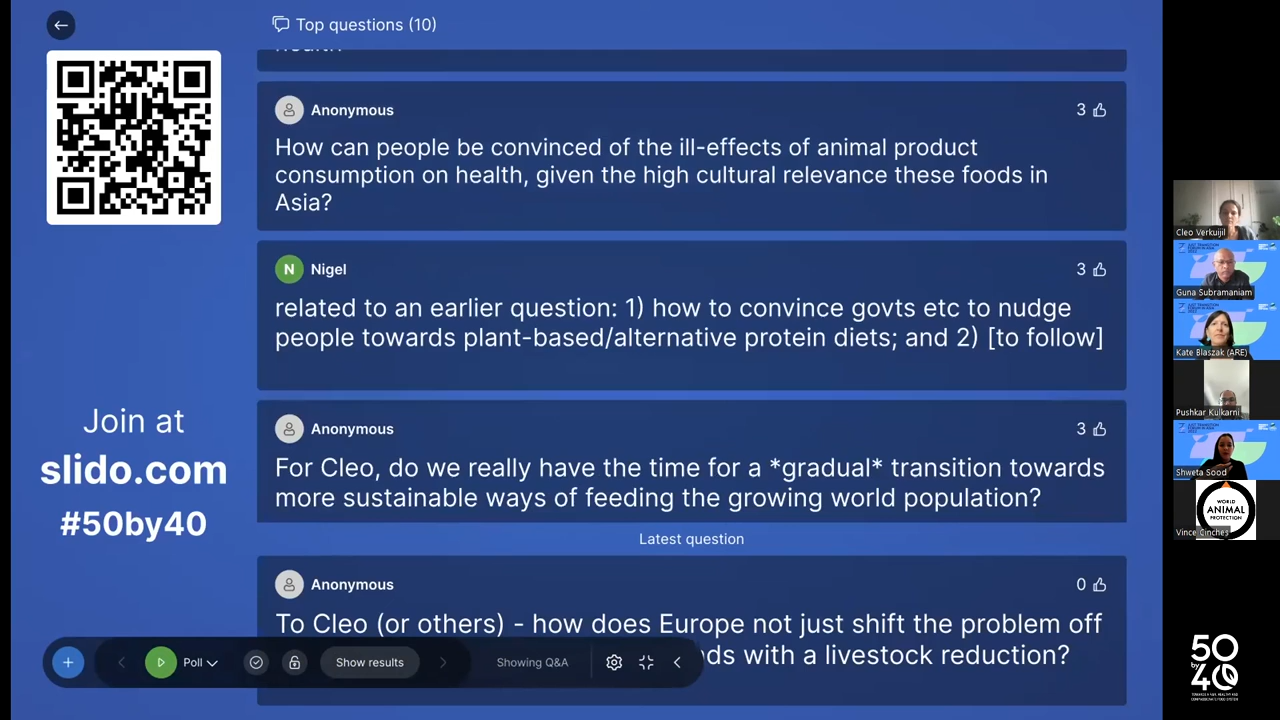 Top questions (10)
Anonymous
3
How can people be convinced of the ill-effects of animal product
consumption on health, given the high cultural relevance these foods in
Asia?
N
Nigel
3
related to an earlier question: 1) how to convince govts etc to nudge
people towards plant-based/alternative protein diets; and 2) [to follow]
Anonymous
3
For Cleo, do we really have the time for a *gradual* transition towards
more sustainable ways of feeding the growing world population?
Latest question
Anonymous
0
To Cleo (or others) - how does Europe not just shift the problem off
with a livestock reduction?
Join at
slido.com
#50by40
Poll
Show results
Showing Q&A
Cleo Verkuijl
Guna Subramaniam
Kate Blaszak (ARE)
Pushkar Kulkarni
Shweta Sood
WORLD
ANIMAL
PROTECTION
Vince Cinches
50
by
40